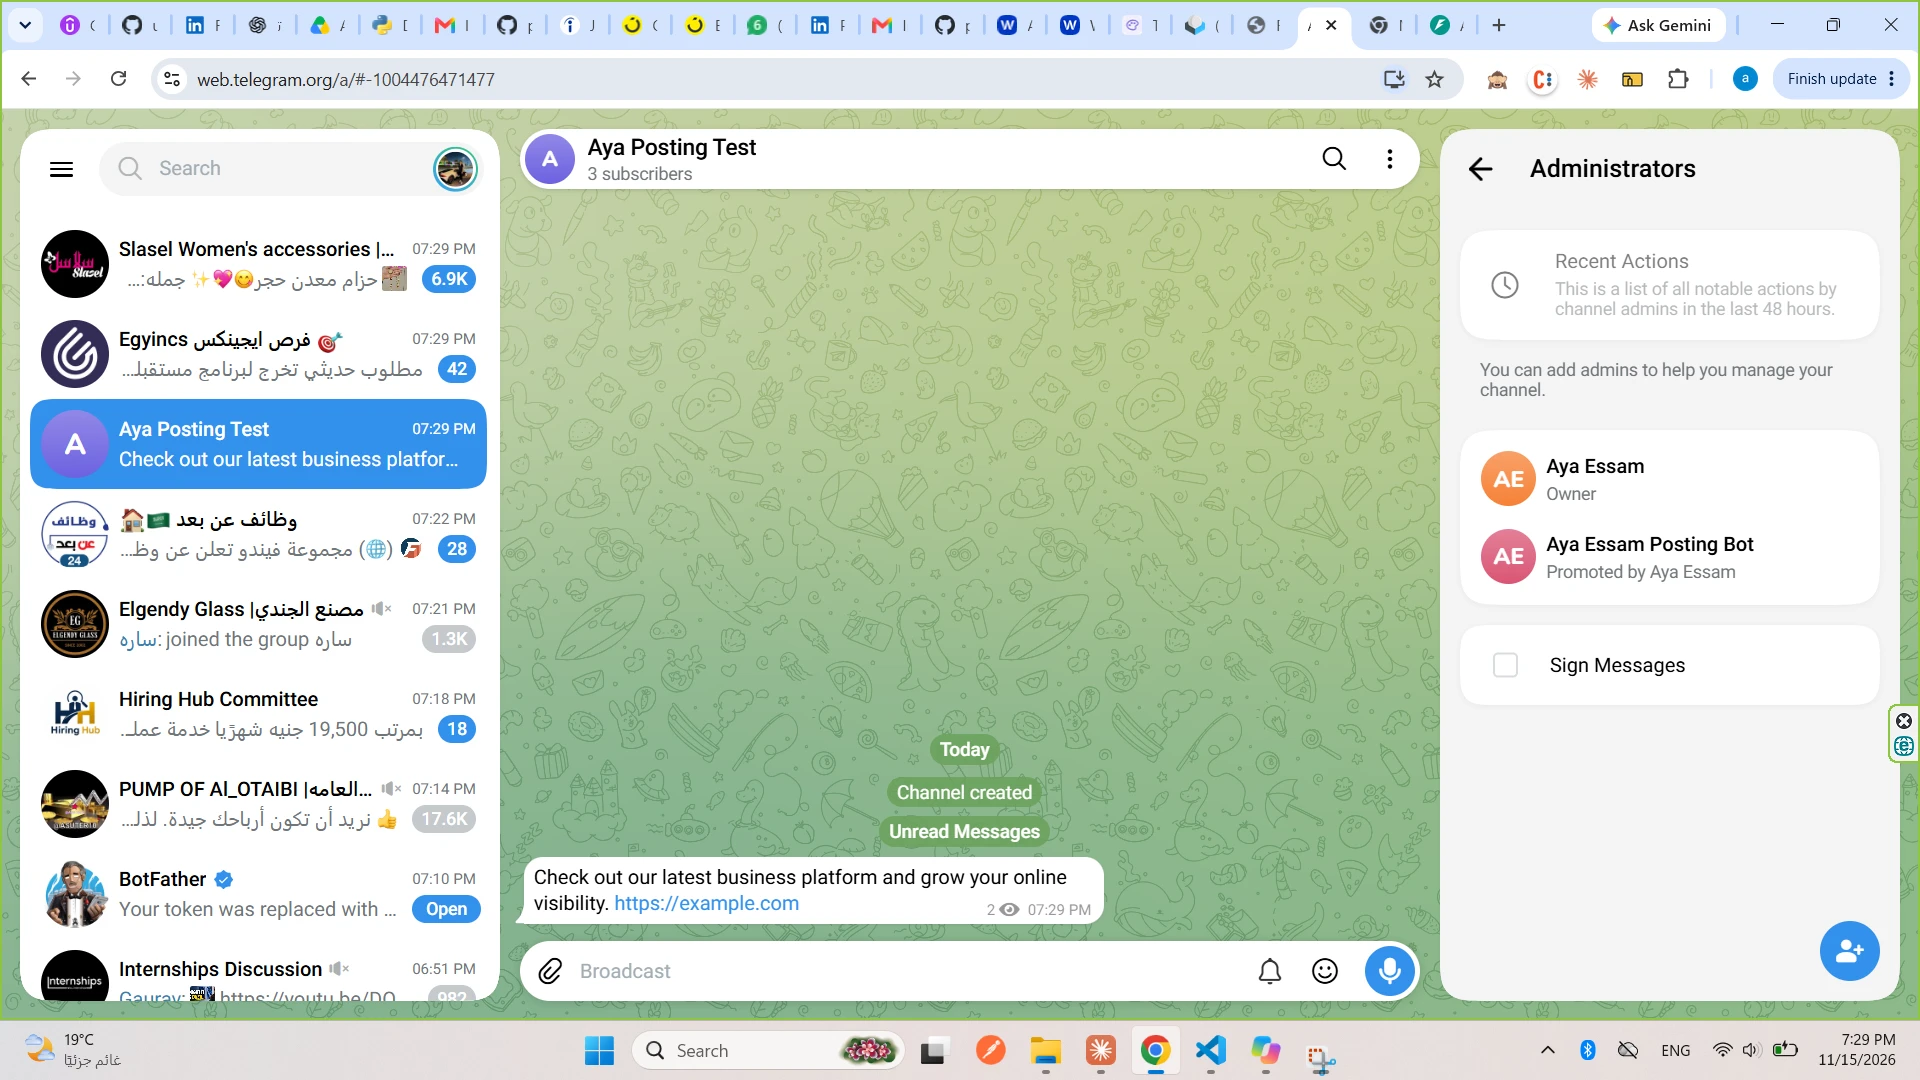 Ask Gemini
web.telegram.org/a/#-1004476471477
Finish update
Search
Slasel Women's accessories |...
07:29 PM
حزام معدن حجر😋💖✨ جمله:...
6.9K
Egyincs فرص ايجينكس 🎯
07:29 PM
مطلوب حديثي تخرج لبرنامج مستقبلـ...
42
Aya Posting Test
07:29 PM
Check out our latest business platfor...
وظائف عن بعد 🇸🇦🏠
07:22 PM
(🌐) مجموعة فيندو تعلن عن وظـ...
28
Elgendy Glass |مصنع الجندي
07:21 PM
ساره: joined the group ساره
1.3K
Hiring Hub Committee
07:18 PM
بمرتب 19,500 جنيه شهرًيا خدمة عملـ..
18
PUMP OF Al_OTAIBI |العامه...
07:14 PM
👍 نريد أن تكون أرباحك جيدة. لذلـ...
17.6K
BotFather
07:10 PM
Your token was replaced with ...
Open
Internships Discussion
06:51 PM
Gaurav: https://youtu.be/DO
982
A
Aya Posting Test
3 subscribers
Today
Channel created
Unread Messages
Check out our latest business platform and grow your online
visibility. https://example.com
2 07:29 PM
Broadcast
Administrators
Recent Actions
This is a list of all notable actions by
channel admins in the last 48 hours.
You can add admins to help you manage your
channel.
AE
Aya Essam
Owner
AE
Aya Essam Posting Bot
Promoted by Aya Essam
Sign Messages
19°C
غائم جزئيًا
Search
ENG
7:29 PM
11/15/2026